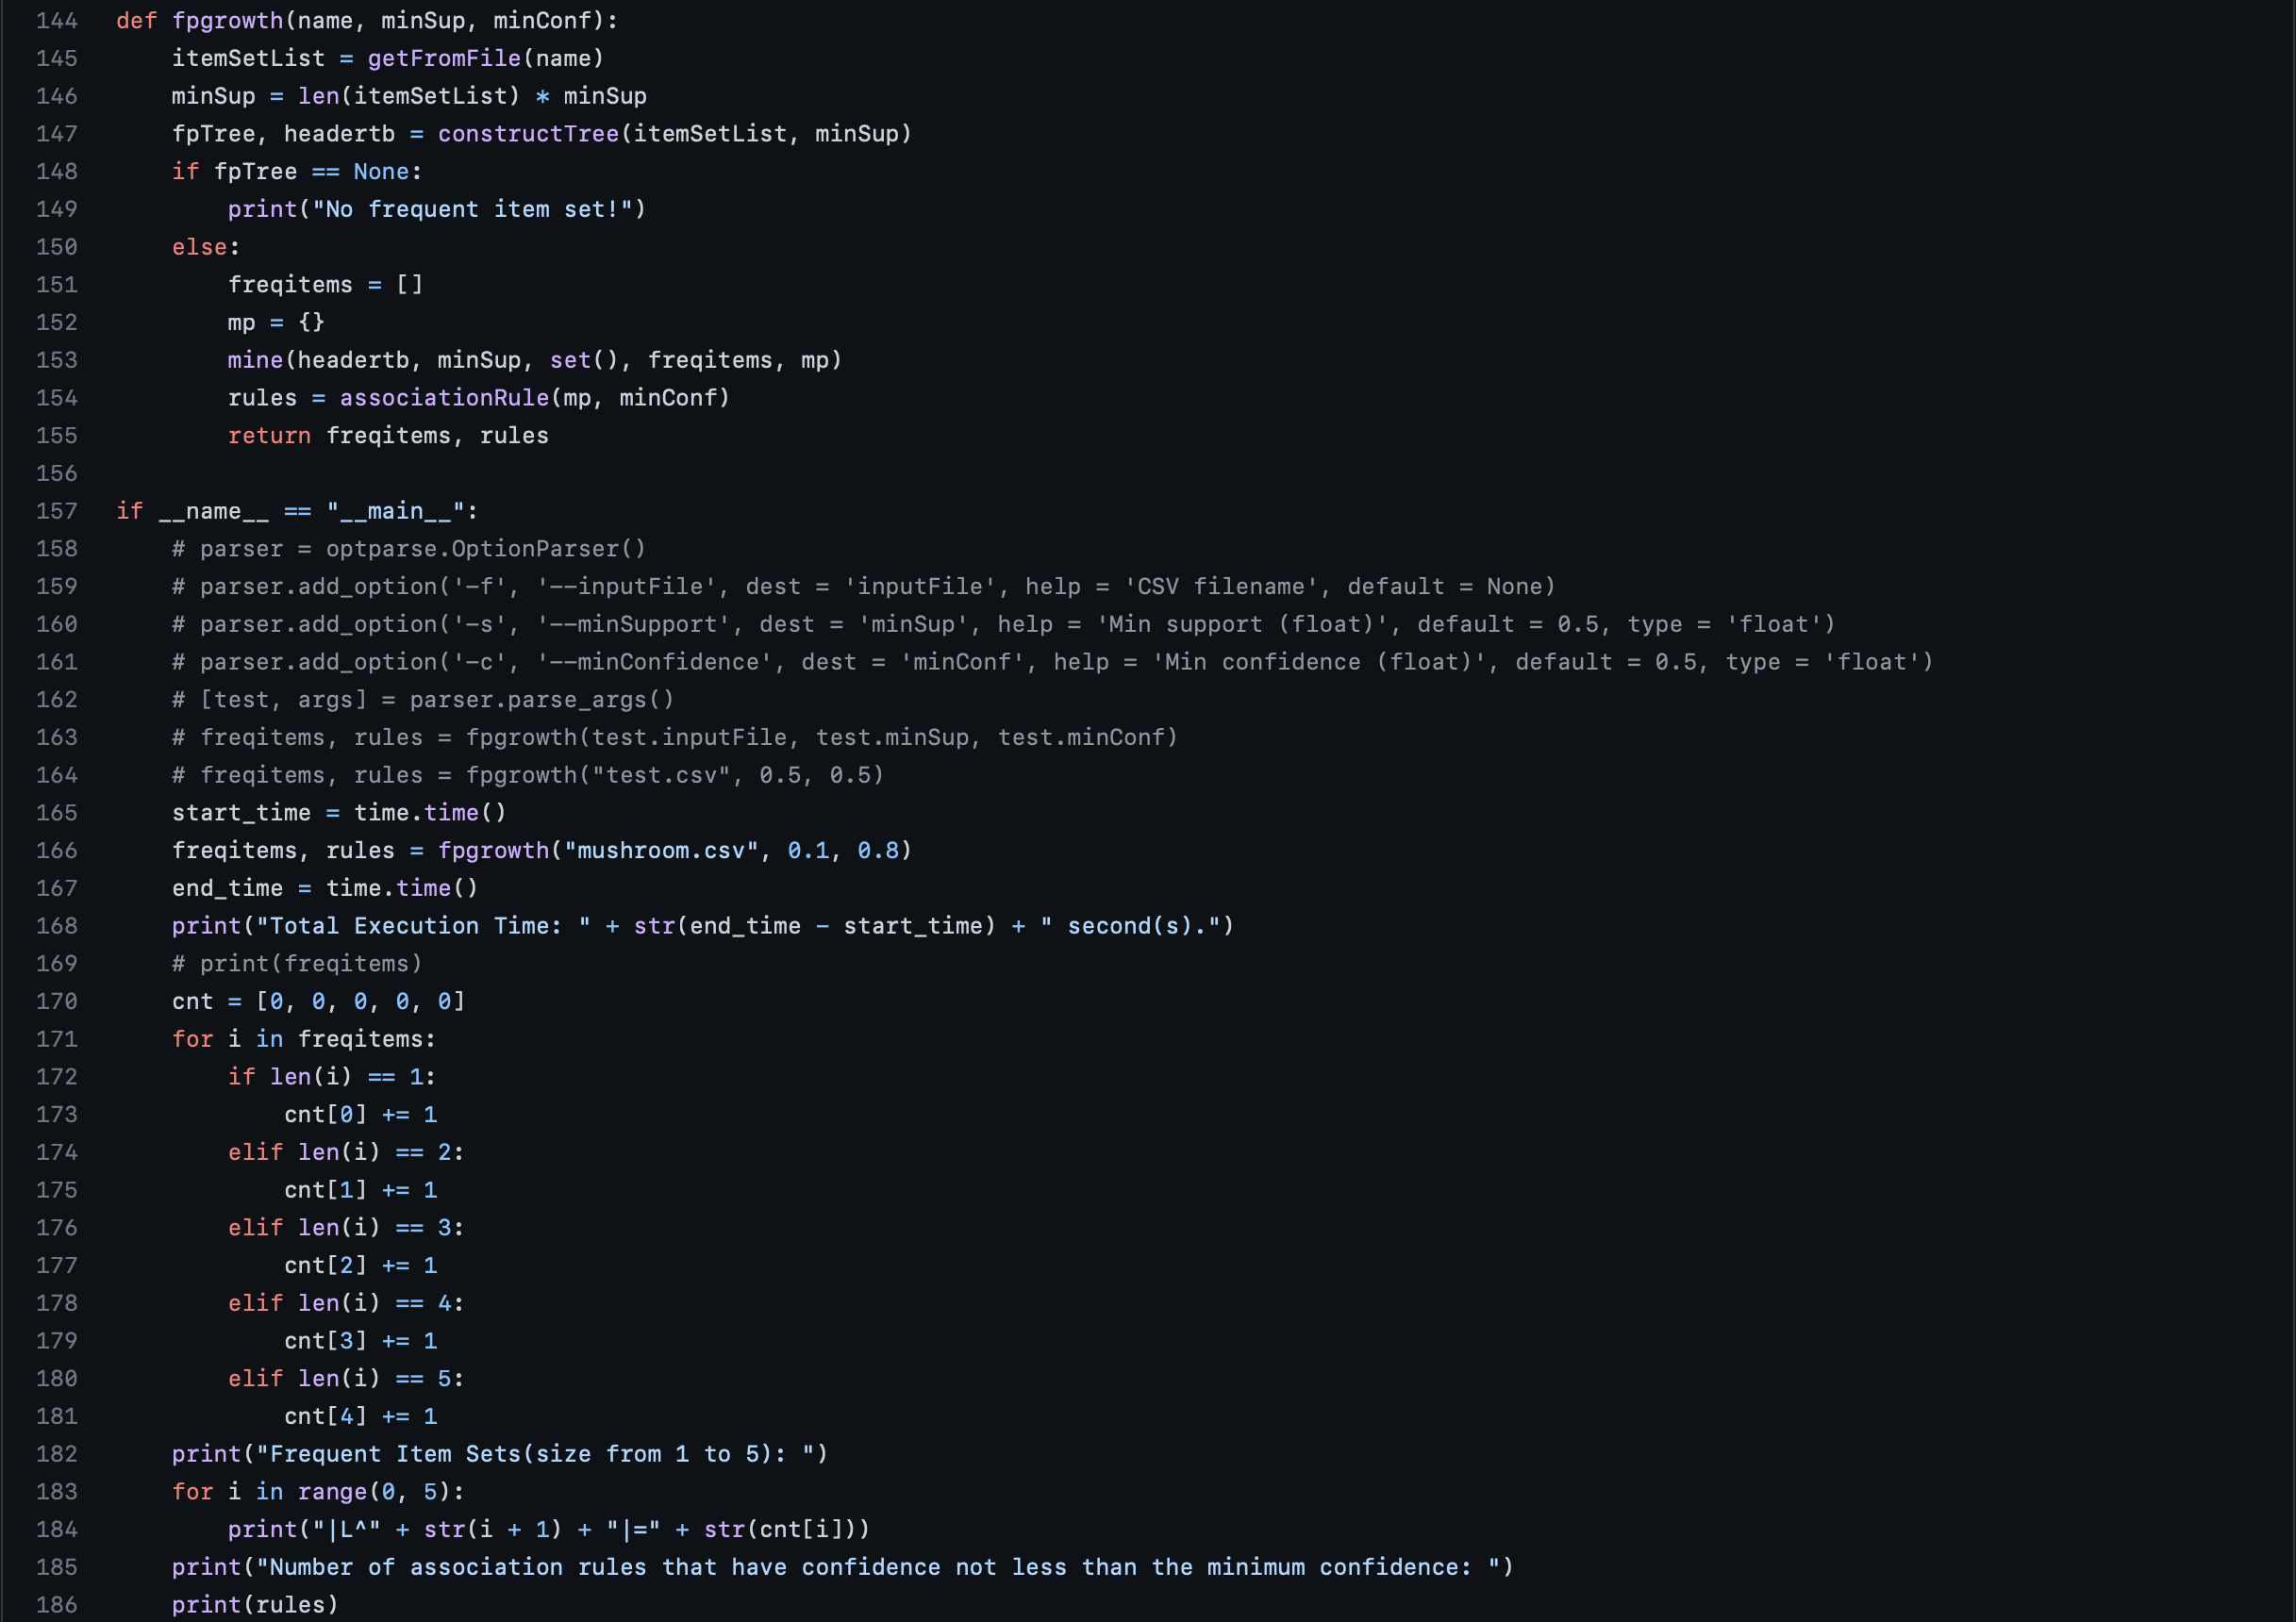 144 def fpgrowth(name, minSup, minConf):
145     itemSetList = getFromFile(name)
146     minSup = len(itemSetList) * minSup
147     fpTree, headertb = constructTree(itemSetList, minSup)
148     if fpTree == None:
149         print("No frequent item set!")
150     else:
151         freqitems = []
152         mp = {}
153         mine(headertb, minSup, set(), freqitems, mp)
154         rules = associationRule(mp, minConf)
155         return freqitems, rules
156
157 if __name__ == "__main__":
158     # parser = optparse.OptionParser()
159     # parser.add_option('-f', '--inputFile', dest = 'inputFile', help = 'CSV filename', default = None)
160     # parser.add_option('-s', '--minSupport', dest = 'minSup', help = 'Min support (float)', default = 0.5, type = 'float')
161     # parser.add_option('-c', '--minConfidence', dest = 'minConf', help = 'Min confidence (float)', default = 0.5, type = 'float')
162     # [test, args] = parser.parse_args()
163     # freqitems, rules = fpgrowth(test.inputFile, test.minSup, test.minConf)
164     # freqitems, rules = fpgrowth("test.csv", 0.5, 0.5)
165     start_time = time.time()
166     freqitems, rules = fpgrowth("mushroom.csv", 0.1, 0.8)
167     end_time = time.time()
168     print("Total Execution Time: " + str(end_time - start_time) + " second(s).")
169     # print(freqitems)
170     cnt = [0, 0, 0, 0, 0]
171     for i in freqitems:
172         if len(i) == 1:
173             cnt[0] += 1
174         elif len(i) == 2:
175             cnt[1] += 1
176         elif len(i) == 3:
177             cnt[2] += 1
178         elif len(i) == 4:
179             cnt[3] += 1
180         elif len(i) == 5:
181             cnt[4] += 1
182     print("Frequent Item Sets(size from 1 to 5): ")
183     for i in range(0, 5):
184         print("|L^" + str(i + 1) + "|=" + str(cnt[i]))
185     print("Number of association rules that have confidence not less than the minimum confidence: ")
186     print(rules)